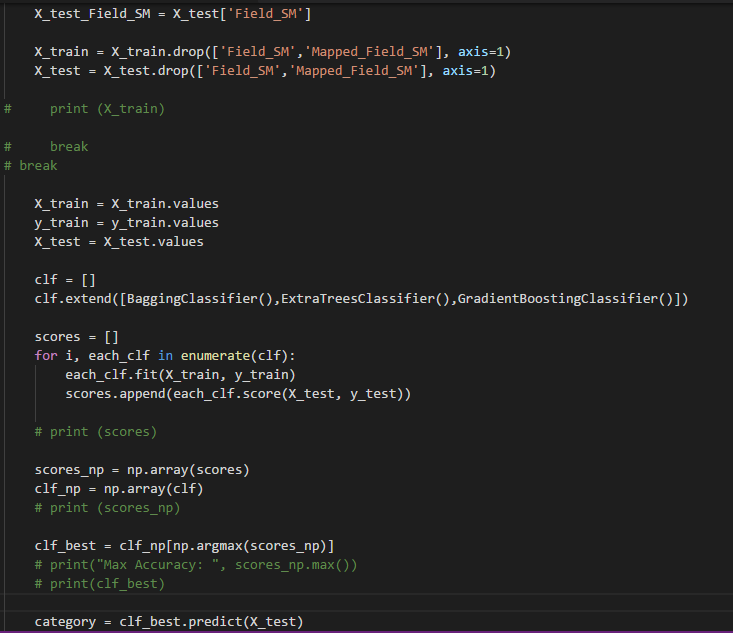 X_test_Field_SM = X_test['Field_SM']
X_train = X_train.drop(['Field_SM','Mapped_Field_SM'], axis=1)
X_test = X_test.drop(['Field_SM','Mapped_Field_SM'], axis=1)
#     print (X_train)
#     break
# break
X_train = X_train.values
y_train = y_train.values
X_test = X_test.values
clf = []
clf.extend([BaggingClassifier(),ExtraTreesClassifier(),GradientBoostingClassifier()])
scores = []
for i, each_clf in enumerate(clf):
    each_clf.fit(X_train, y_train)
    scores.append(each_clf.score(X_test, y_test))
# print (scores)
scores_np = np.array(scores)
clf_np = np.array(clf)
# print (scores_np)
clf_best = clf_np[np.argmax(scores_np)]
# print("Max Accuracy: ", scores_np.max())
# print(clf_best)
category = clf_best.predict(X_test)